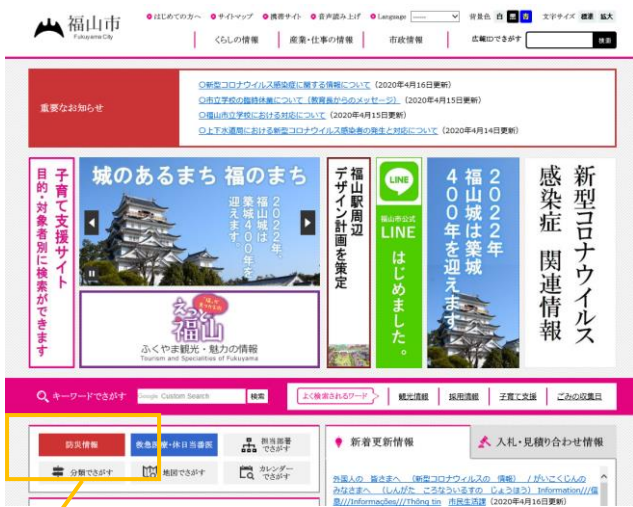 福山市
Fukuyama City
はじめての方へ
サイトマップ
携帯サイト
音声読み上げ
Language
背景色 白 黒 青
文字サイズ 標準 拡大
くらしの情報
産業・仕事の情報
市政情報
広報IDでさがす
検索
重要なお知らせ
○新型コロナウイルス感染症に関する情報について (2020年4月16日更新)
○市立学校の臨時休業について (教育長からのメッセージ) (2020年4月15日更新)
○福山市立学校における対応について (2020年4月15日更新)
○上下水道局における新型コロナウイルス感染者の発生と対応について (2020年4月14日更新)
子育て支援サイト
目的・対象者別に検索ができます
城のあるまち 福のまち
2022年、
福山城は
築城400年を
迎えます。
えっと
福山
ふくやま観光・魅力の情報
Tourism and Specialities of Fukuyama
福山駅周辺
デザイン計画を策定
LINE
福山市公式
LINE
はじめました。
2022年
福山城は築城
400年を迎えます
新型コロナウイルス
感染症 関連情報
キーワードでさがす
Google Custom Search
検索
よく検索されるワード
観光情報
採用情報
子育て支援
ごみの収集日
防災情報
救急医療・休日当番医
担当部署
でさがす
分類でさがす
地図でさがす
カレンダー
でさがす
新着更新情報
入札・見積り合わせ情報
外国人の 皆さまへ (新型コロナウィルスの 情報) / がいこくじんの
みなさまへ (しんがた ころなういるすの じょうほう) Information///信
息///Informações///Thông tin 市民生活課 (2020年4月16日更新)